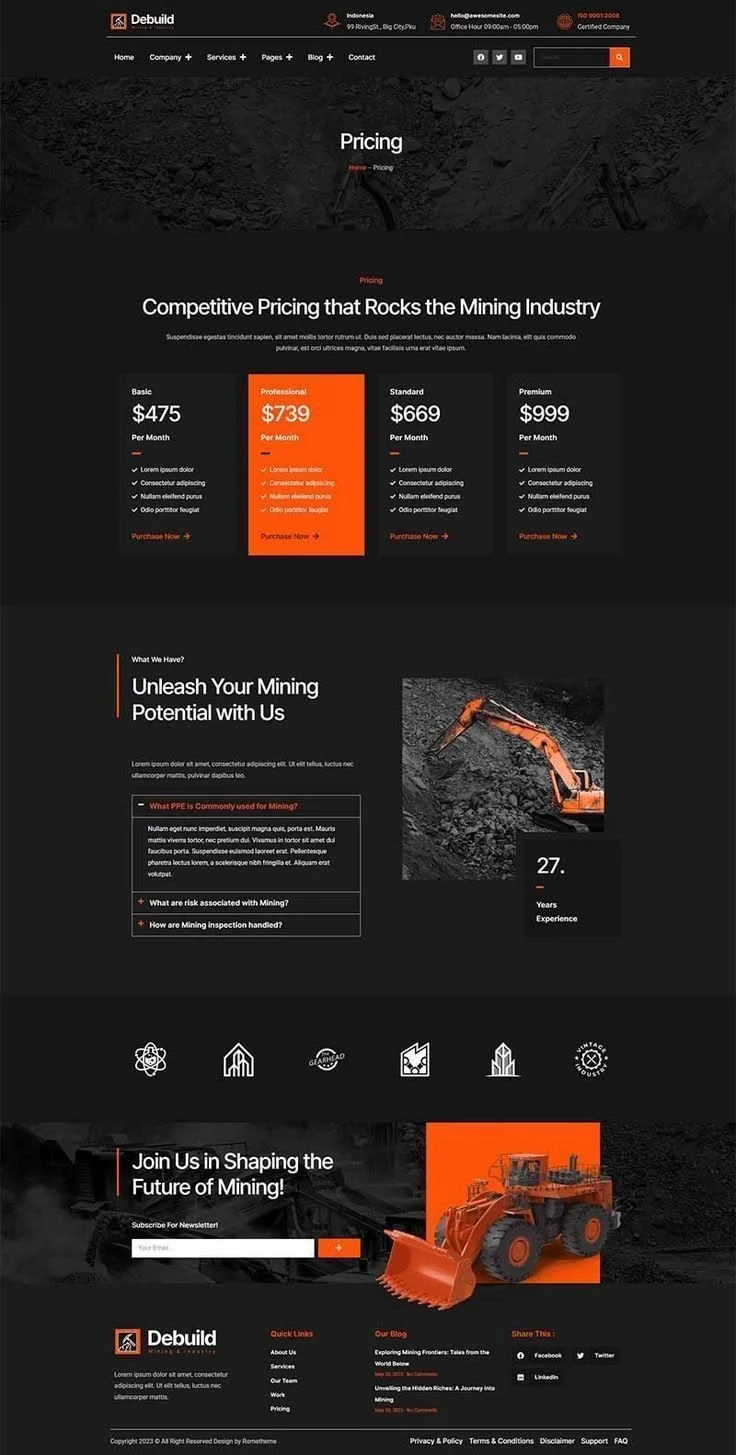 Debuild
Mining & Industry
Indonesia
99 RivingSt., Big City,Pku
hello@awesomesite.com
Office Hour 09:00am - 05:00pm
ISO 9001:2008
Certified Company
Home
Company
Services
Pages
Blog
Contact
Pricing
Home – Pricing
Pricing
Competitive Pricing that Rocks the Mining Industry
Suspendisse egestas tincidunt sapien, sit amet mollis tortor rutrum ut. Duis sed placerat lectus, nec auctor massa. Nam lacinia, elit quis commodo
pulvinar, est orci ultrices magna, vitae facilisis urna erat vitae ipsum.
Basic
$475
Per Month
Lorem ipsum dolor
Consectetur adipiscing
Nullam eleifend purus
Odio porttitor feugiat
Purchase Now
Professional
$739
Per Month
Lorem ipsum dolor
Consectetur adipiscing
Nullam eleifend purus
Odio porttitor feugiat
Purchase Now
Standard
$669
Per Month
Lorem ipsum dolor
Consectetur adipiscing
Nullam eleifend purus
Odio porttitor feugiat
Purchase Now
Premium
$999
Per Month
Lorem ipsum dolor
Consectetur adipiscing
Nullam eleifend purus
Odio porttitor feugiat
Purchase Now
What We Have?
Unleash Your Mining
Potential with Us
Lorem ipsum dolor sit amet, consectetur adipiscing elit. Ut elit tellus, luctus nec
ullamcorper mattis, pulvinar dapibus leo.
What PPE is Commonly used for Mining?
Nullam eget nunc imperdiet, suscipit magna quis, porta est. Mauris
mattis viverra tortor, nec pretium dui. Vivamus in tortor sit amet dui
faucibus porta. Suspendisse euismod laoreet erat. Pellentesque
pharetra lectus lorem, a scelerisque nibh fringilla et. Aliquam erat
volutpat.
What are risk associated with Mining?
How are Mining inspection handled?
27.
Years
Experience
The
GEARHEAD
VINTAGE
INDUSTRY
Join Us in Shaping the
Future of Mining!
Subscribe For Newsletter!
Your Email...
Debuild
Mining & Industry
Lorem ipsum dolor sit amet, consectetur
adipiscing elit. Ut elit tellus, luctus nec
ullamcorper mattis.
Quick Links
About Us
Services
Our Team
Work
Pricing
Our Blog
Exploring Mining Frontiers: Tales from the
World Below
May 30, 2023 No Comments
Unveiling the Hidden Riches: A Journey into
Mining
May 30, 2023 No Comments
Share This :
Facebook
Twitter
LinkedIn
Copyright 2023 © All Right Reserved Design by Rometheme
Privacy & Policy
Terms & Conditions
Disclaimer
Support
FAQ